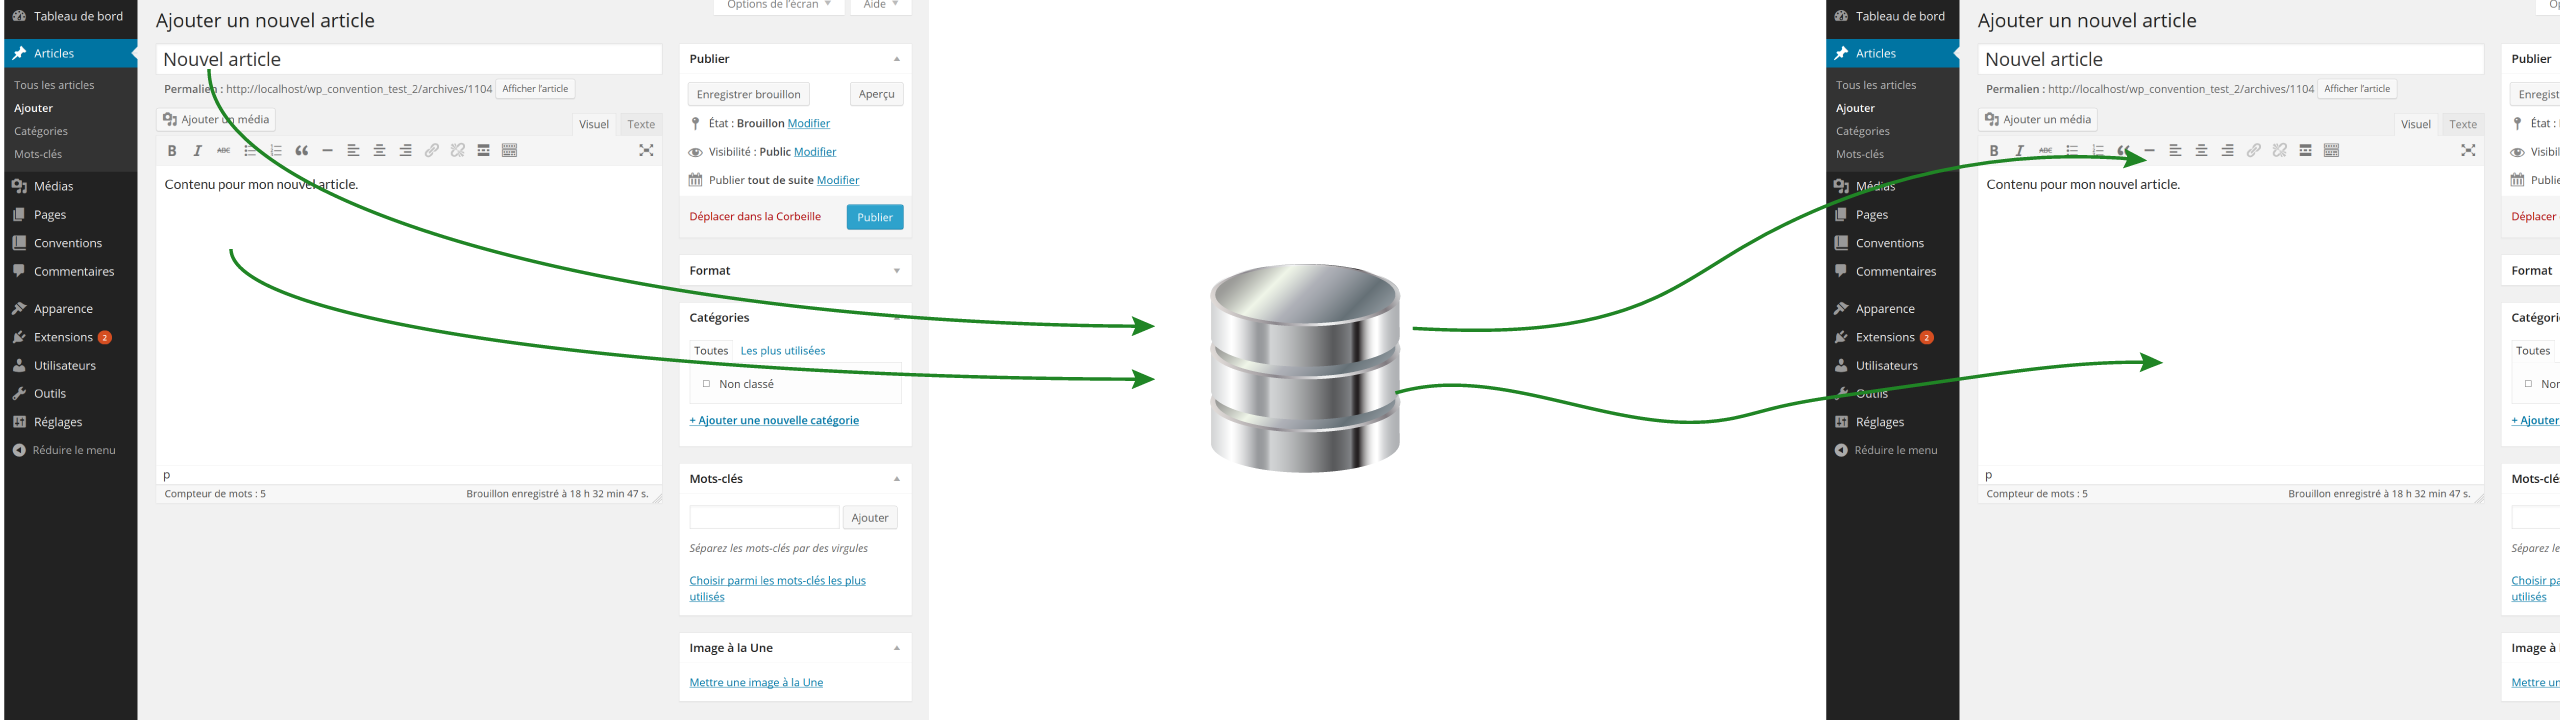 Tableau de bord
Articles
Tous les articles
Ajouter
Catégories
Mots-clés
Médias
Pages
Conventions
Commentaires
Apparence
Extensions 2
Utilisateurs
Outils
Réglages
Réduire le menu
Options de l'écran
Aide
Ajouter un nouvel article
Nouvel article
Permalien : http://localhost/wp_convention_test_2/archives/1104 Afficher l'article
Ajouter un média
Visuel Texte
B I ABC
Contenu pour mon nouvel article.
p
Compteur de mots : 5
Brouillon enregistré à 18 h 32 min 47 s.
Publier
Enregistrer brouillon
Aperçu
État : Brouillon Modifier
Visibilité : Public Modifier
Publier tout de suite Modifier
Déplacer dans la Corbeille
Publier
Format
Catégories
Toutes Les plus utilisées
Non classé
+ Ajouter une nouvelle catégorie
Mots-clés
Ajouter
Séparez les mots-clés par des virgules
Choisir parmi les mots-clés les plus
utilisés
Image à la Une
Mettre une image à la Une
Tableau de bord
Articles
Tous les articles
Ajouter
Catégories
Mots-clés
Médias
Pages
Conventions
Commentaires
Apparence
Extensions 2
Utilisateurs
Outils
Réglages
Réduire le menu
Op
Ajouter un nouvel article
Nouvel article
Permalien : http://localhost/wp_convention_test_2/archives/1104 Afficher l'article
Ajouter un média
Visuel Texte
B I ABC
Contenu pour mon nouvel article.
p
Compteur de mots : 5
Brouillon enregistré à 18 h 32 min 47 s.
Publier
Enregist
État :
Visibil
Publie
Déplacer
Format
Catégori
Toutes
Non
+ Ajouter
Mots-clés
Séparez le
Choisir pa
utilisés
Image à
Mettre un